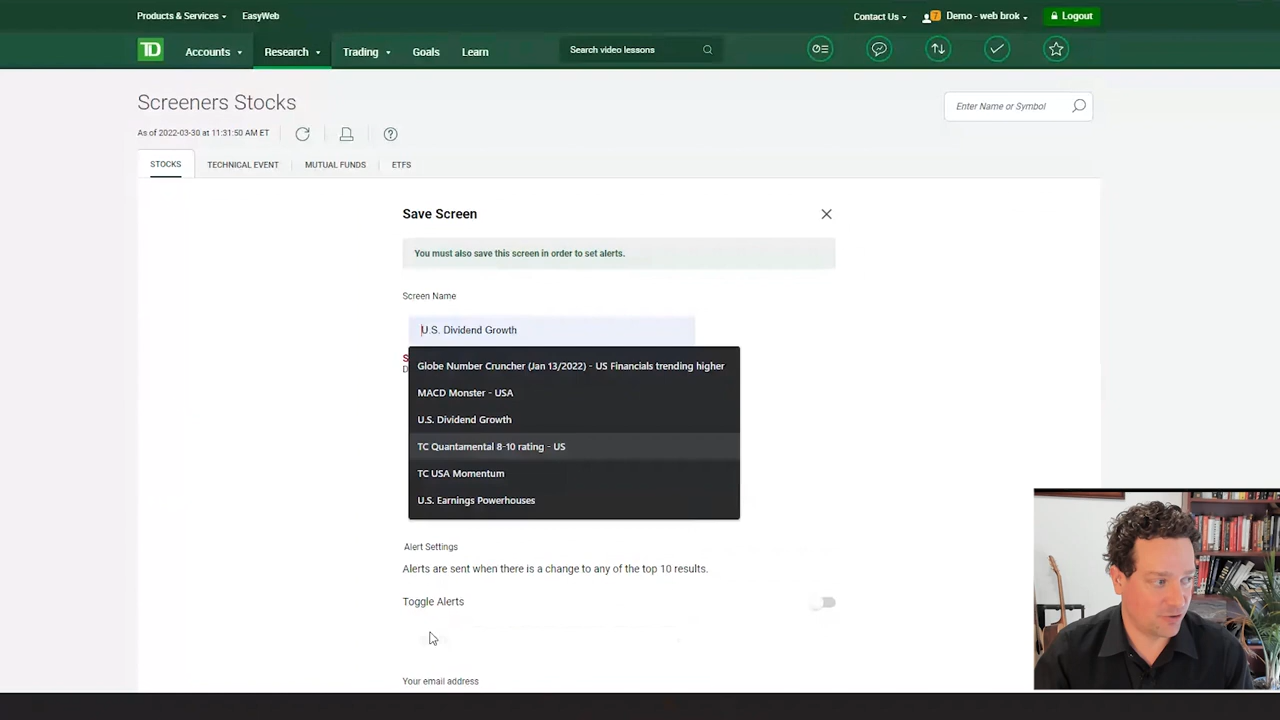 Products & Services
EasyWeb
Contact Us
7
Demo - web brok
Logout
TD
Accounts
Research
Trading
Goals
Learn
Search video lessons
Screeners Stocks
Enter Name or Symbol
As of 2022-03-30 at 11:31:50 AM ET
STOCKS
TECHNICAL EVENT
MUTUAL FUNDS
ETFS
Save Screen
You must also save this screen in order to set alerts.
Screen Name
U.S. Dividend Growth
Globe Number Cruncher (Jan 13/2022) - US Financials trending higher
MACD Monster - USA
U.S. Dividend Growth
TC Quantamental 8-10 rating - US
TC USA Momentum
U.S. Earnings Powerhouses
Alert Settings
Alerts are sent when there is a change to any of the top 10 results.
Toggle Alerts
Your email address